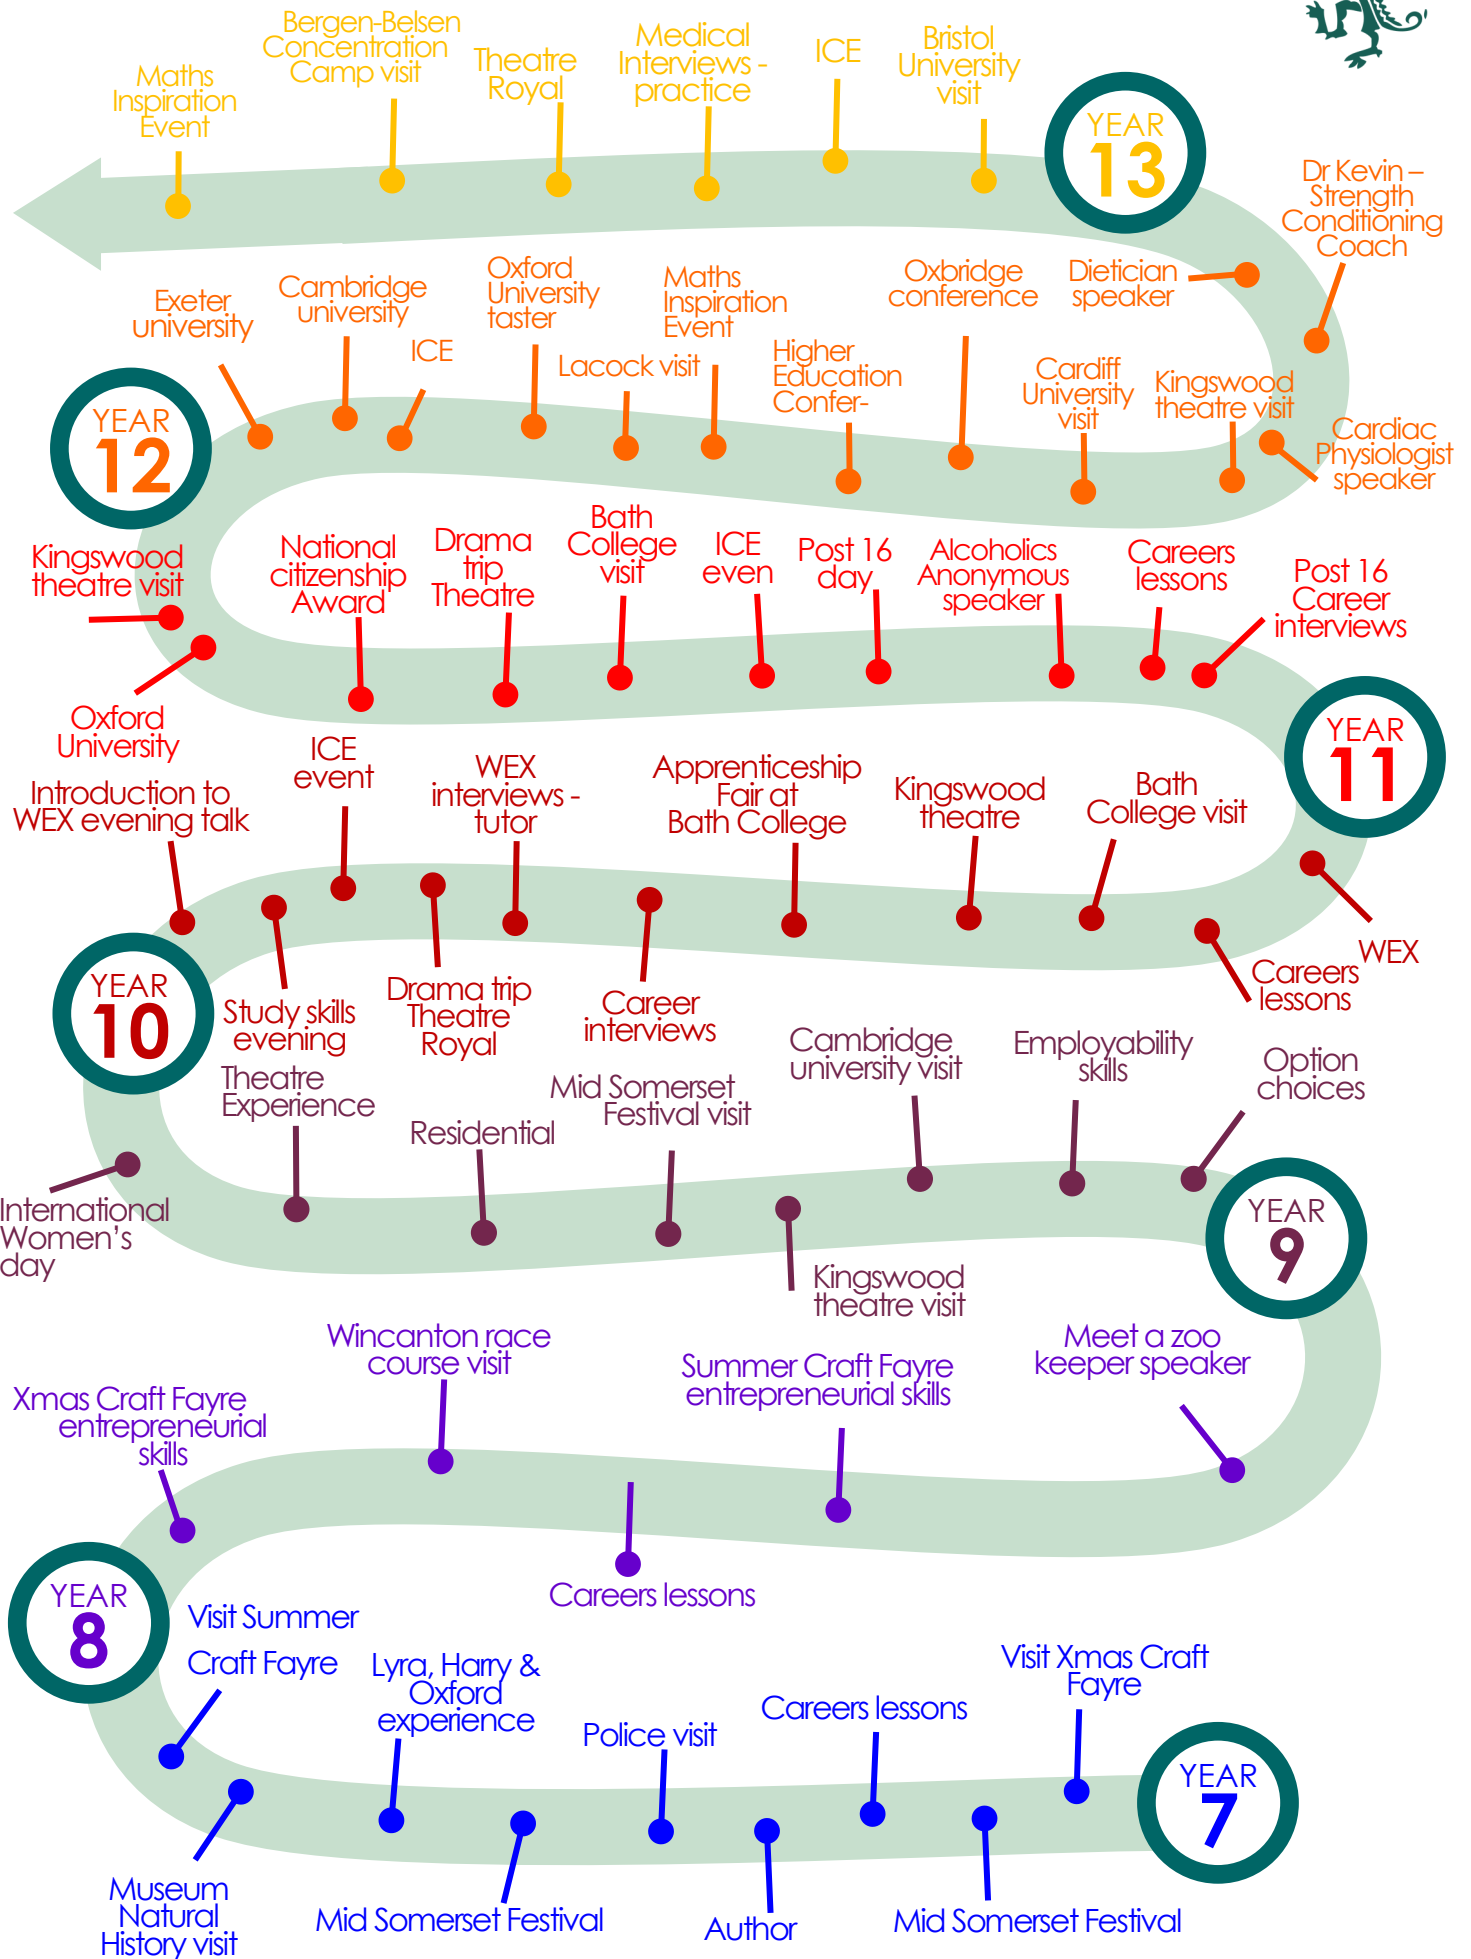 Maths
Inspiration
Event
Bergen-Belsen
Concentration
Camp visit
Theatre
Royal
Medical
Interviews -
practice
ICE
Bristol
University
visit
YEAR
13
Dr Kevin –
Strength
Conditioning
Coach
Exeter
university
Cambridge
university
ICE
Oxford
University
taster
Lacock visit
Maths
Inspiration
Event
Higher
Education
Confer-
Oxbridge
conference
Dietician
speaker
Cardiff
University
visit
Kingswood
theatre visit
Cardiac
Physiologist
speaker
YEAR
12
Kingswood
theatre visit
Oxford
University
National
citizenship
Award
Drama
trip
Theatre
Bath
College
visit
ICE
even
Post 16
day
Alcoholics
Anonymous
speaker
Careers
lessons
Post 16
Career
interviews
YEAR
11
Introduction to
WEX evening talk
ICE
event
WEX
interviews -
tutor
Apprenticeship
Fair at
Bath College
Kingswood
theatre
Bath
College visit
WEX
Careers
lessons
YEAR
10
Study skills
evening
Drama trip
Theatre
Royal
Career
interviews
Theatre
Experience
Residential
Mid Somerset
Festival visit
Cambridge
university visit
Employability
skills
Option
choices
International
Women's
day
Kingswood
theatre visit
YEAR
9
Xmas Craft Fayre
entrepreneurial
skills
Wincanton race
course visit
Summer Craft Fayre
entrepreneurial skills
Meet a zoo
keeper speaker
Careers lessons
YEAR
8
Visit Summer
Craft Fayre
Lyra, Harry &
Oxford
experience
Police visit
Careers lessons
Visit Xmas Craft
Fayre
YEAR
7
Museum
Natural
History visit
Mid Somerset Festival
Author
Mid Somerset Festival